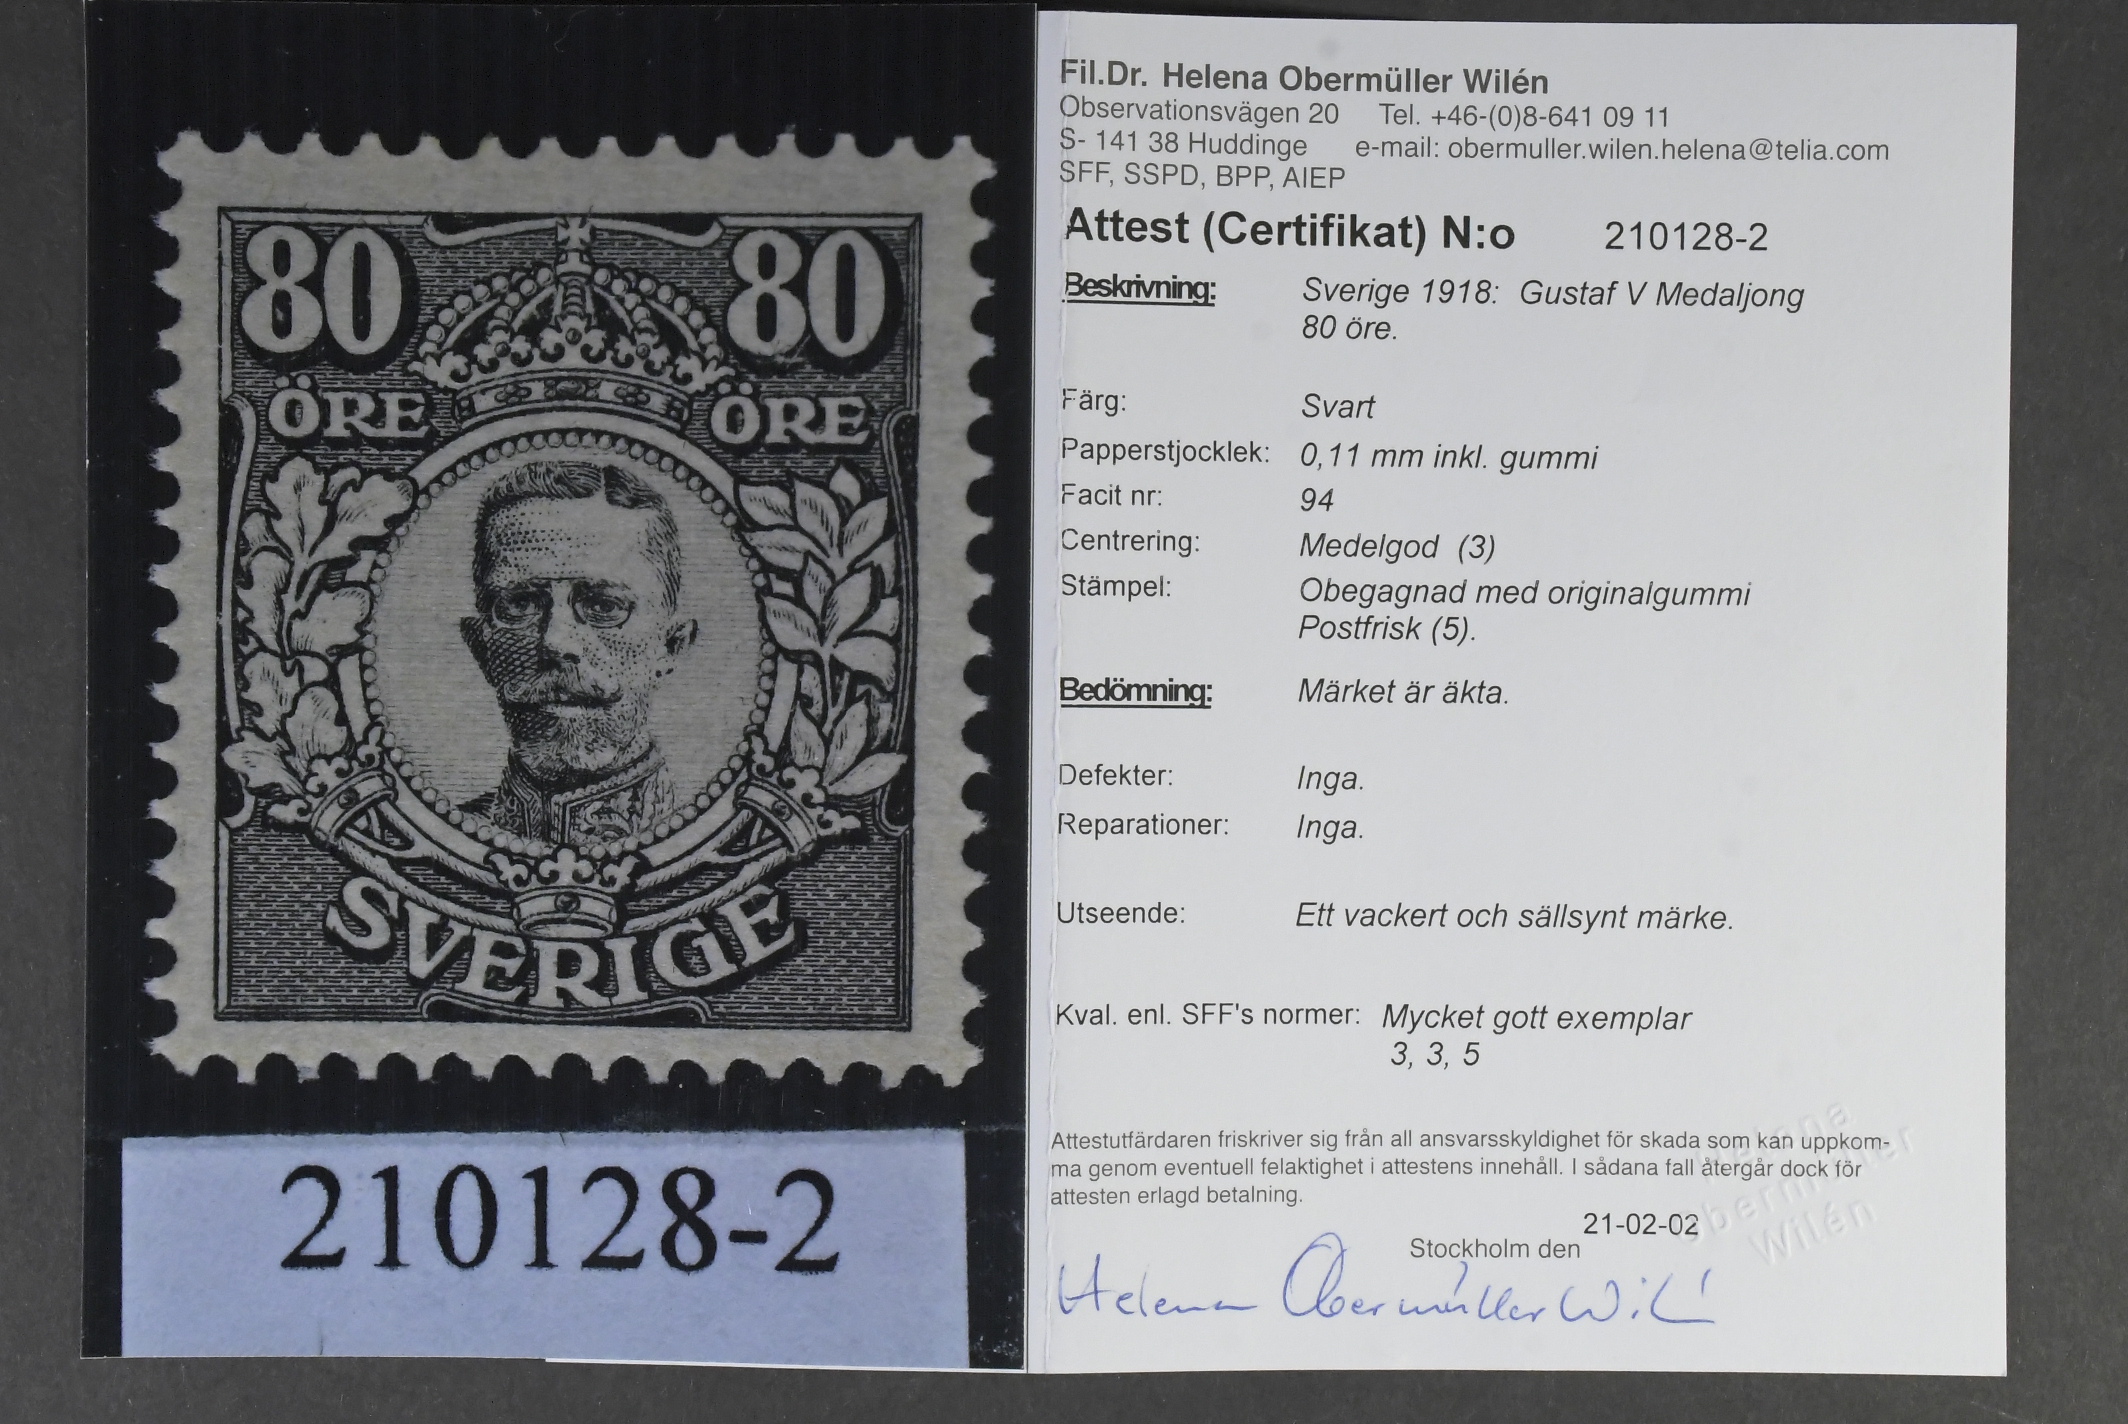 80 80
ÖRE ÖRE
SVERIGE
210128-2
Fil.Dr. Helena Obermüller Wilén
Observationsvägen 20 Tel. +46-(0)8-641 09 11
S- 141 38 Huddinge e-mail: obermuller.wilen.helena@telia.com
SFF, SSPD, BPP, AIEP
Attest (Certifikat) N:o 210128-2
Beskrivning: Sverige 1918: Gustaf V Medaljong
80 öre.
Färg: Svart
Papperstjocklek: 0,11 mm inkl. gummi
Facit nr: 94
Centrering: Medelgod (3)
Stämpel: Obegagnad med originalgummi
Postfrisk (5).
Bedömning: Märket är äkta.
Defekter: Inga.
Reparationer: Inga.
Utseende: Ett vackert och sällsynt märke.
Kval. enl. SFF's normer: Mycket gott exemplar
3, 3, 5
Attestutfärdaren friskriver sig från all ansvarsskyldighet för skada som kan uppkom-
ma genom eventuell felaktighet i attestens innehåll. I sådana fall återgår dock för
attesten erlagd betalning.
21-02-02
Stockholm den
Helena Obermüller Wil
Helena
Obermüller
Wilén